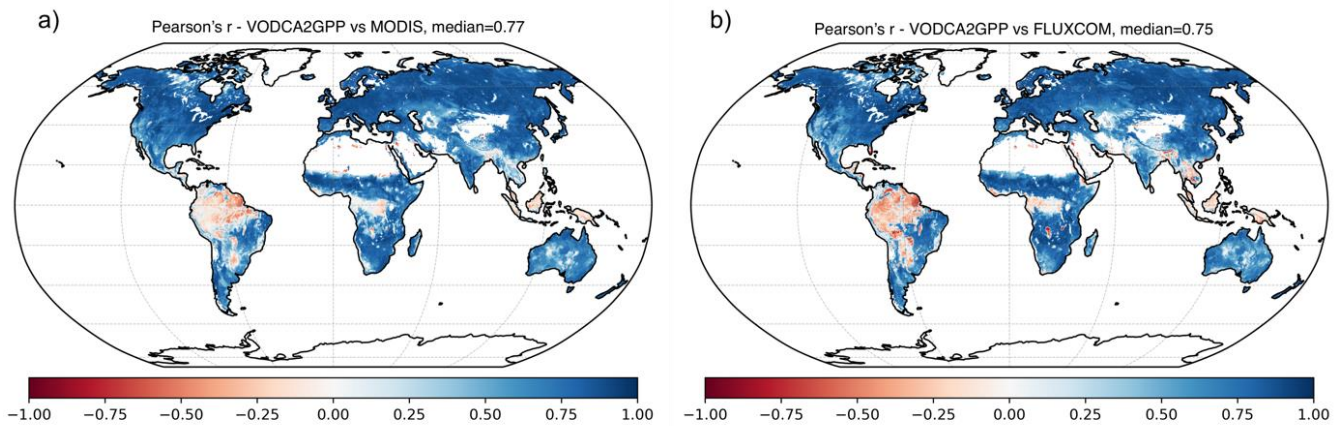 a)
Pearson's r - VODCA2GPP vs MODIS, median=0.77
−1.00 −0.75 −0.50 −0.25 0.00 0.25 0.50 0.75 1.00
b)
Pearson's r - VODCA2GPP vs FLUXCOM, median=0.75
−1.00 −0.75 −0.50 −0.25 0.00 0.25 0.50 0.75 1.00